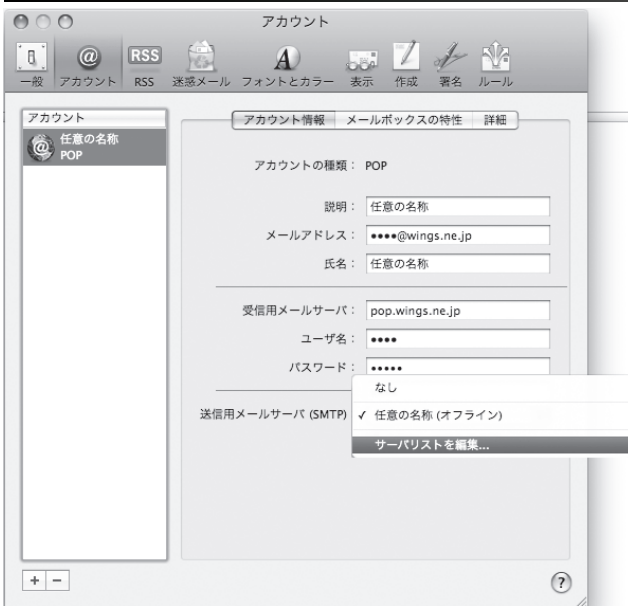 アカウント
RSS
一般 アカウント RSS 迷惑メール フォントとカラー 表示 作成 署名 ルール
アカウント
任意の名称
POP
アカウント情報 メールボックスの特性 詳細
アカウントの種類： POP
説明： 任意の名称
メールアドレス： ••••@wings.ne.jp
氏名： 任意の名称
受信用メールサーバ： pop.wings.ne.jp
ユーザ名： ••••
パスワード： •••••
なし
送信用メールサーバ (SMTP) ✓ 任意の名称 (オフライン)
サーバリストを編集...
+ − ?